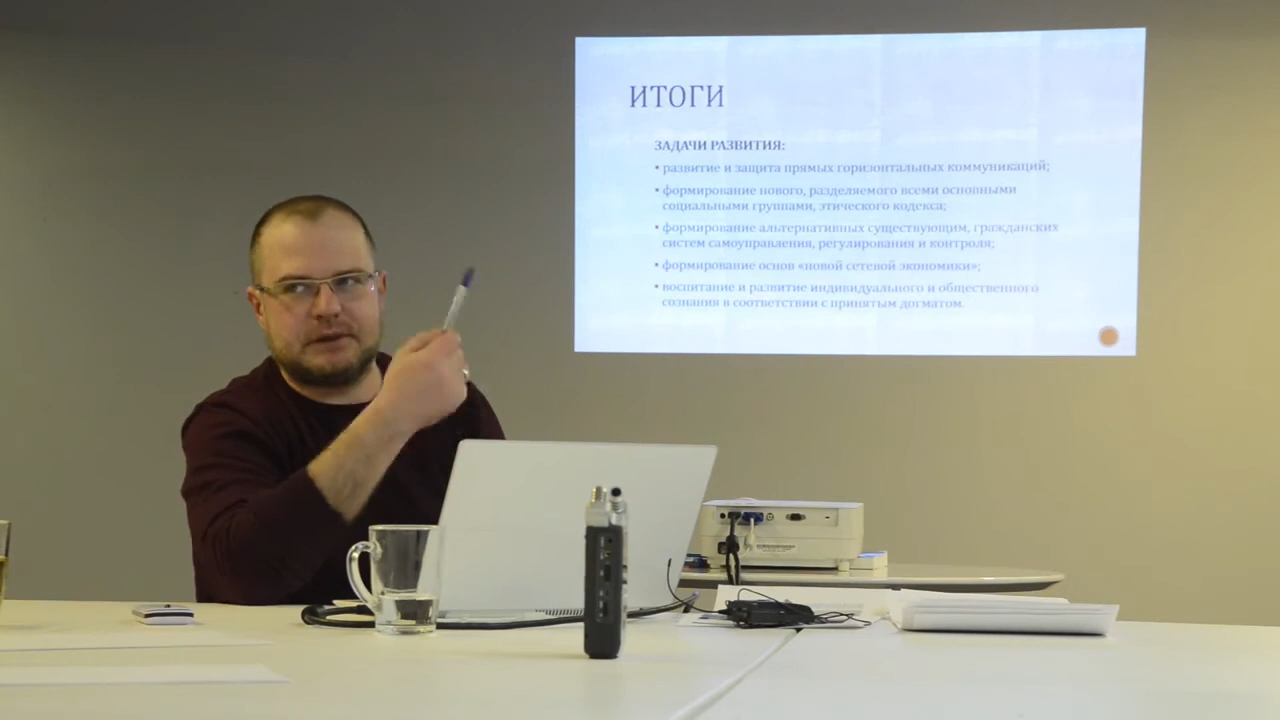 ИТОГИ
ЗАДАЧИ РАЗВИТИЯ:
▪ развитие и защита прямых горизонтальных коммуникаций;
▪ формирование нового, разделяемого всеми основными
социальными группами, этического кодекса;
▪ формирование альтернативных существующим, гражданских
систем самоуправления, регулирования и контроля;
▪ формирование основ «новой сетевой экономики»;
▪ воспитание и развитие индивидуального и общественного
сознания в соответствии с принятым догматом.